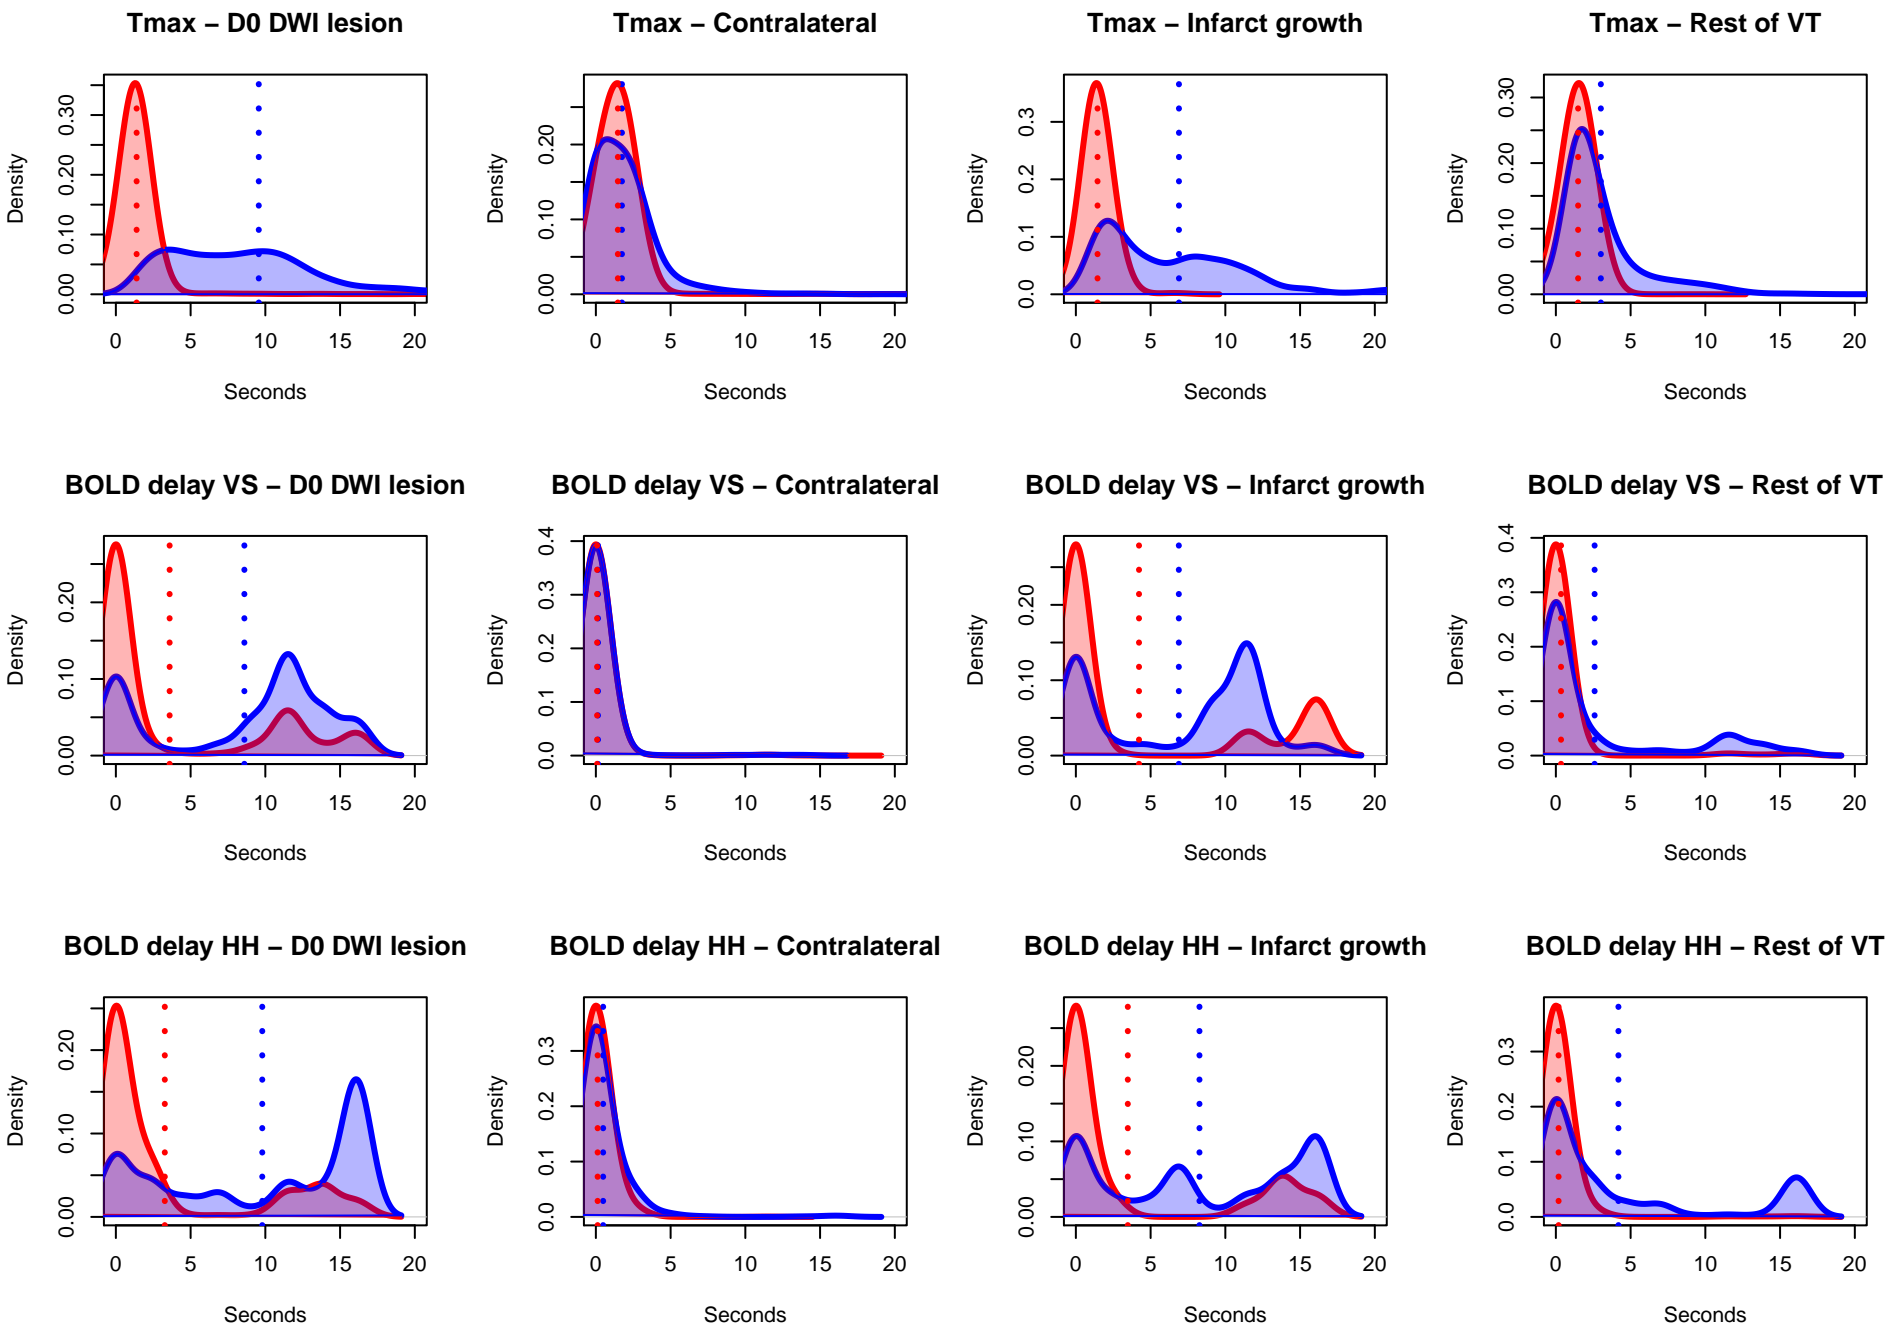 Tmax – D0 DWI lesion
Tmax – Contralateral
Tmax – Infarct growth
Tmax – Rest of VT
Density
0.00 0.10 0.20 0.30
0 5 10 15 20
Seconds
Density
0.00 0.10 0.20
0 5 10 15 20
Seconds
Density
0.0 0.1 0.2 0.3
0 5 10 15 20
Seconds
Density
0.00 0.10 0.20 0.30
0 5 10 15 20
Seconds
BOLD delay VS – D0 DWI lesion
BOLD delay VS – Contralateral
BOLD delay VS – Infarct growth
BOLD delay VS – Rest of VT
Density
0.00 0.10 0.20
0 5 10 15 20
Seconds
Density
0.0 0.1 0.2 0.3 0.4
0 5 10 15 20
Seconds
Density
0.00 0.10 0.20
0 5 10 15 20
Seconds
Density
0.0 0.1 0.2 0.3 0.4
0 5 10 15 20
Seconds
BOLD delay HH – D0 DWI lesion
BOLD delay HH – Contralateral
BOLD delay HH – Infarct growth
BOLD delay HH – Rest of VT
Density
0.00 0.10 0.20
0 5 10 15 20
Seconds
Density
0.0 0.1 0.2 0.3
0 5 10 15 20
Seconds
Density
0.00 0.10 0.20
0 5 10 15 20
Seconds
Density
0.0 0.1 0.2 0.3
0 5 10 15 20
Seconds